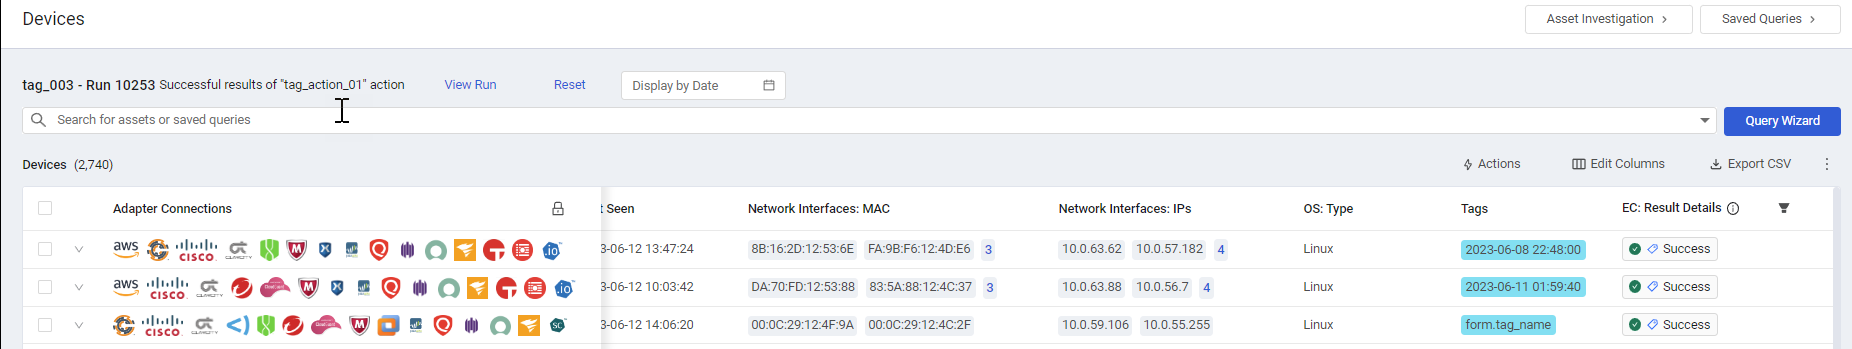 Devices
Asset Investigation >
Saved Queries >
tag_003 - Run 10253 Successful results of "tag_action_01" action View Run Reset Display by Date
Search for assets or saved queries
Query Wizard
Devices (2,740) Actions Edit Columns Export CSV
Adapter Connections t Seen Network Interfaces: MAC Network Interfaces: IPs OS: Type Tags EC: Result Details
aws CISCO CLAROTY .io 3-06-12 13:47:24 8B:16:2D:12:53:6E FA:9B:F6:12:4D:E6 3 10.0.63.62 10.0.57.182 4 Linux 2023-06-08 22:48:00 Success
aws CISCO CLAROTY .io 3-06-12 10:03:42 DA:70:FD:12:53:88 83:5A:88:12:4C:37 3 10.0.63.88 10.0.56.7 4 Linux 2023-06-11 01:59:40 Success
CISCO CLAROTY SC 3-06-12 14:06:20 00:0C:29:12:4F:9A 00:0C:29:12:4C:2F 10.0.59.106 10.0.55.255 Linux form.tag_name Success